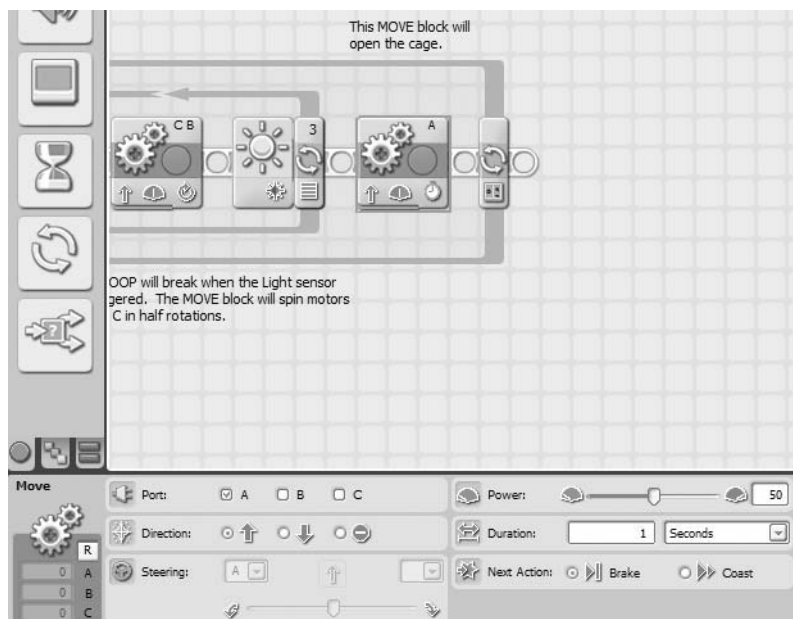 This MOVE block will
open the cage.
C B
3
A
OOP will break when the Light sensor
gered. The MOVE block will spin motors
C in half rotations.
Move
Port:
A
B
C
Power:
50
Direction:
Duration:
1
Seconds
R
0 A
Steering:
A
Next Action:
Brake
Coast
0 B
0 C